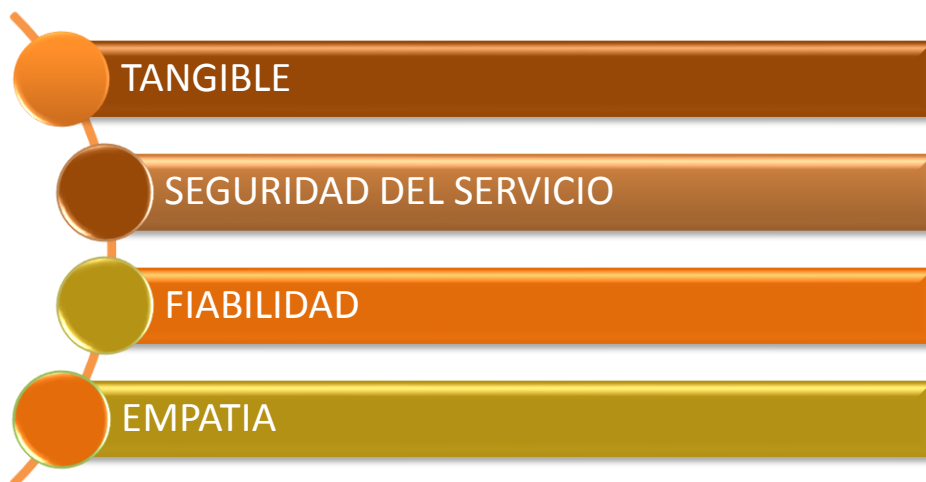 TANGIBLE
SEGURIDAD DEL SERVICIO
FIABILIDAD
EMPATIA